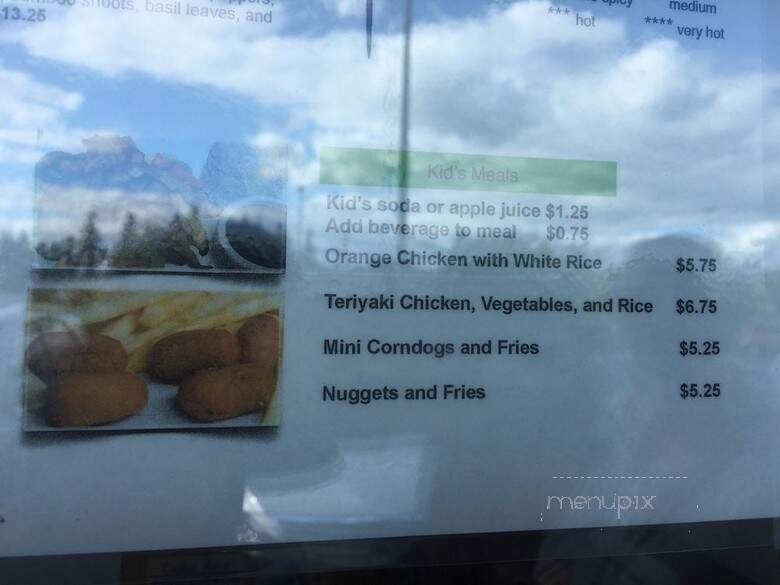 shoots, basil leaves, and
13.25
*** hot
medium
**** very hot
Kid's Meals
Kid's soda or apple juice $1.25
Add beverage to meal $0.75
Orange Chicken with White Rice $5.75
Teriyaki Chicken, Vegetables, and Rice $6.75
Mini Corndogs and Fries $5.25
Nuggets and Fries $5.25
menupix